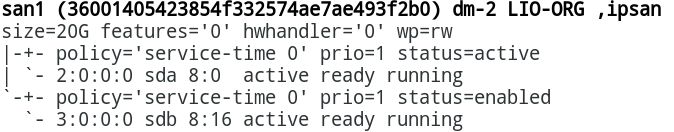 san1 (36001405423854f332574ae7ae493f2b0) dm-2 LIO-ORG ,ipsan
size=20G features='0' hwhandler='0' wp=rw
|-+- policy='service-time 0' prio=1 status=active
| `- 2:0:0:0 sda 8:0  active ready running
`-+- policy='service-time 0' prio=1 status=enabled
  `- 3:0:0:0 sdb 8:16 active ready running